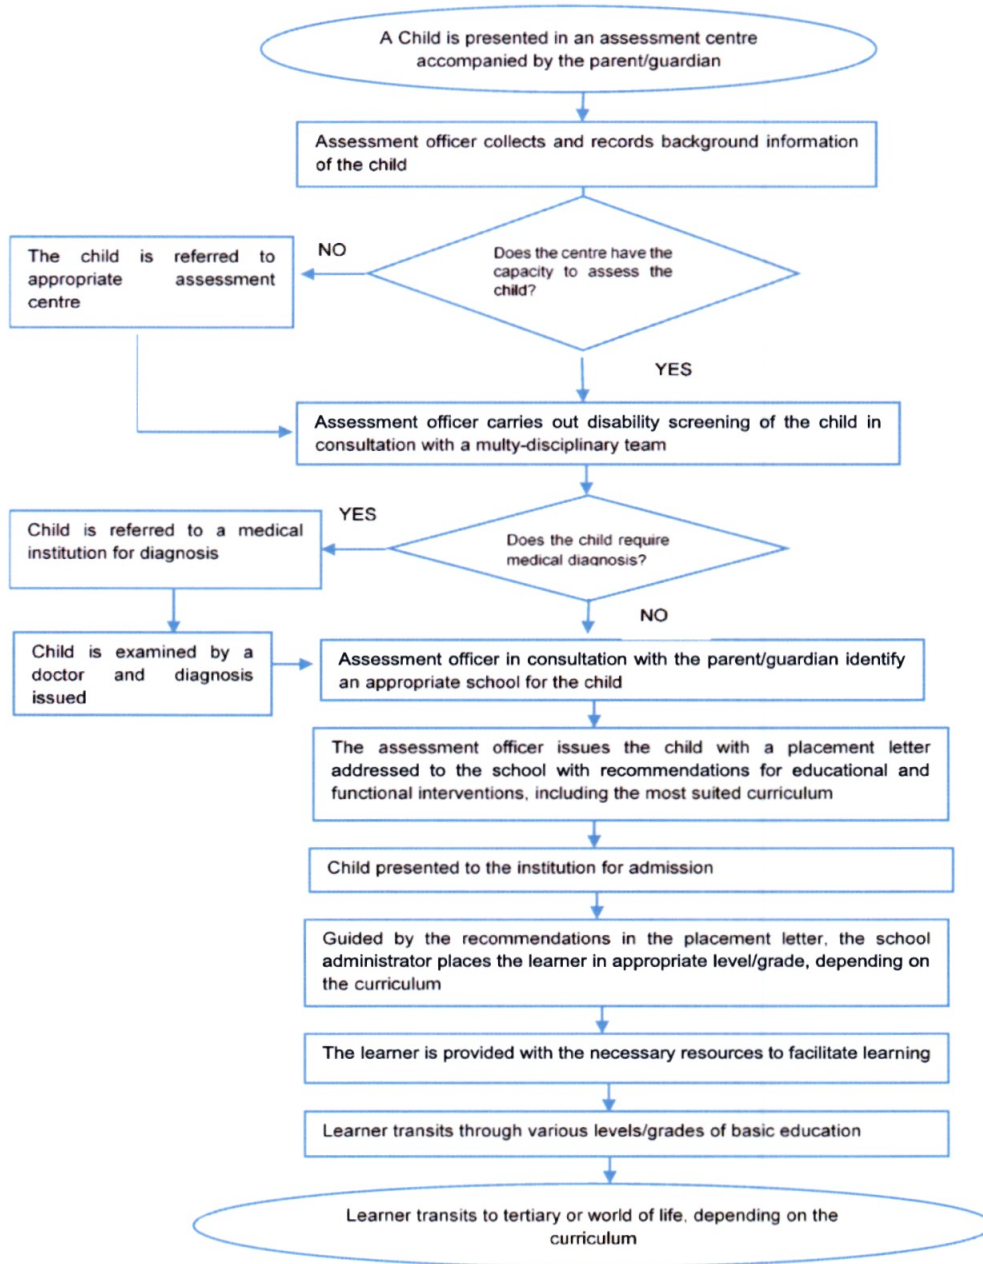 A Child is presented in an assessment centre
accompanied by the parent/guardian
Assessment officer collects and records background information
of the child
Does the centre have the
capacity to assess the
child?
NO
The child is referred to
appropriate assessment
centre
YES
Assessment officer carries out disability screening of the child in
consultation with a multy-disciplinary team
Does the child require
medical diagnosis?
YES
Child is referred to a medical
institution for diagnosis
Child is examined by a
doctor and diagnosis
issued
NO
Assessment officer in consultation with the parent/guardian identify
an appropriate school for the child
The assessment officer issues the child with a placement letter
addressed to the school with recommendations for educational and
functional interventions, including the most suited curriculum
Child presented to the institution for admission
Guided by the recommendations in the placement letter, the school
administrator places the learner in appropriate level/grade, depending on
the curriculum
The learner is provided with the necessary resources to facilitate learning
Learner transits through various levels/grades of basic education
Learner transits to tertiary or world of life, depending on the
curriculum